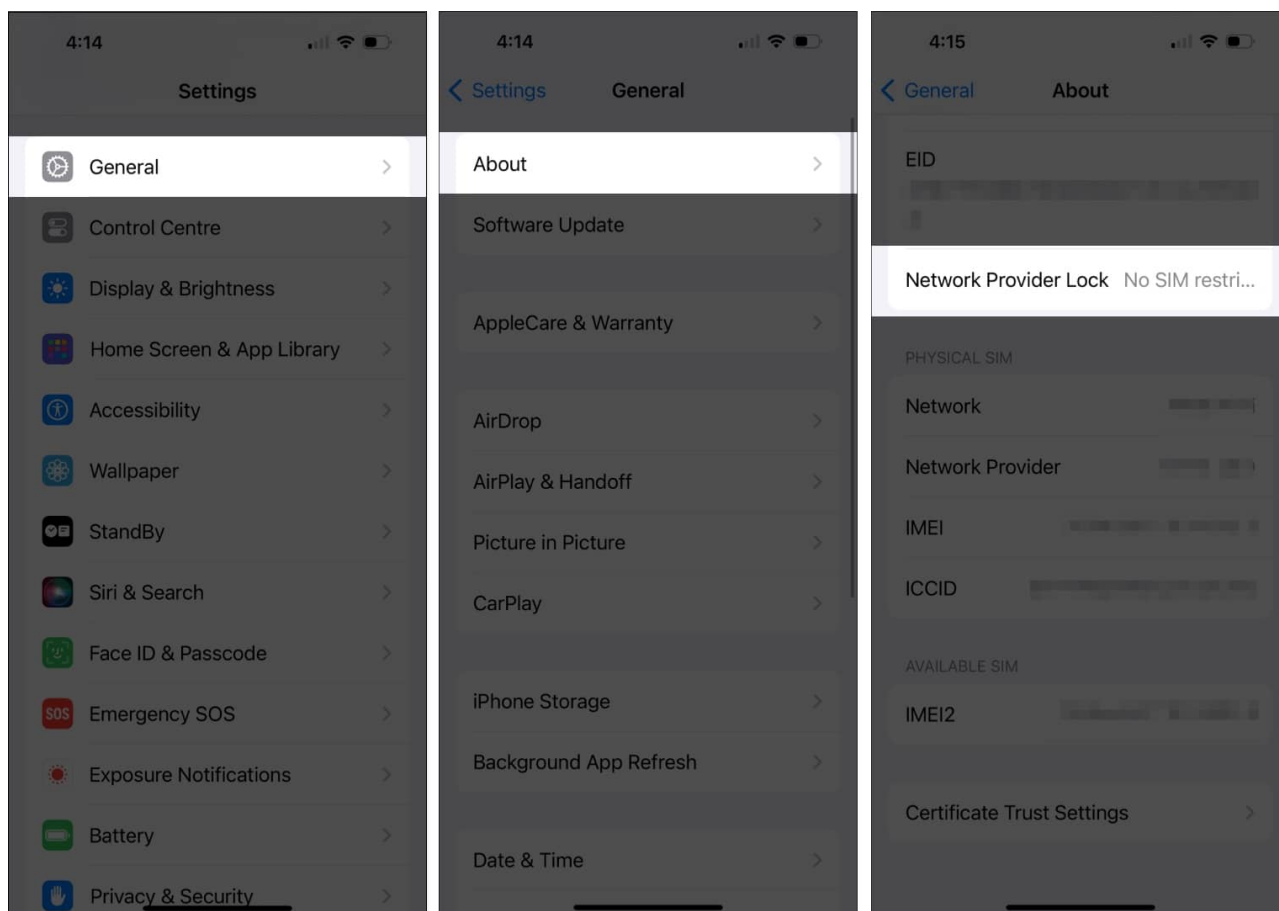 4:14
Settings
General
Control Centre
Display & Brightness
Home Screen & App Library
Accessibility
Wallpaper
StandBy
Siri & Search
Face ID & Passcode
SOS Emergency SOS
Exposure Notifications
Battery
Privacy & Security
4:14
Settings General
About
Software Update
AppleCare & Warranty
AirDrop
AirPlay & Handoff
Picture in Picture
CarPlay
iPhone Storage
Background App Refresh
Date & Time
4:15
General About
EID
Network Provider Lock No SIM restri...
PHYSICAL SIM
Network
Network Provider
IMEI
ICCID
AVAILABLE SIM
IMEI2
Certificate Trust Settings